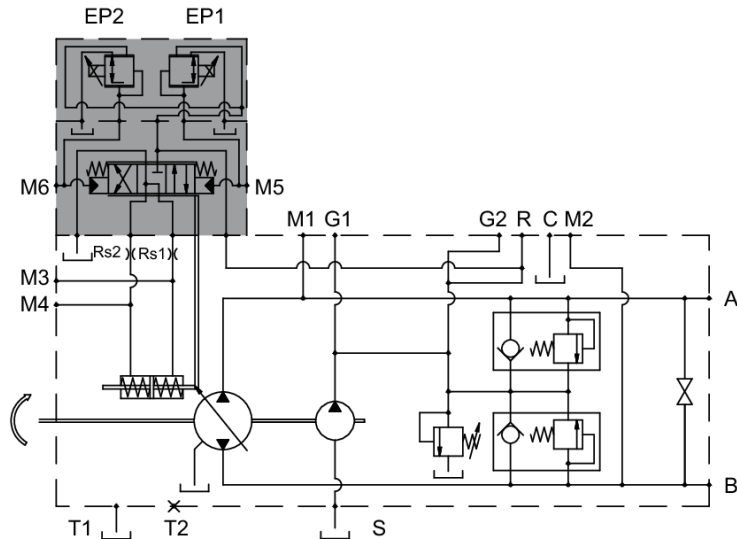 EP2 EP1
M6 M5
M1 G1 G2 R C M2
Rs2 Rs1
M3
M4
A
B
T1 T2 S